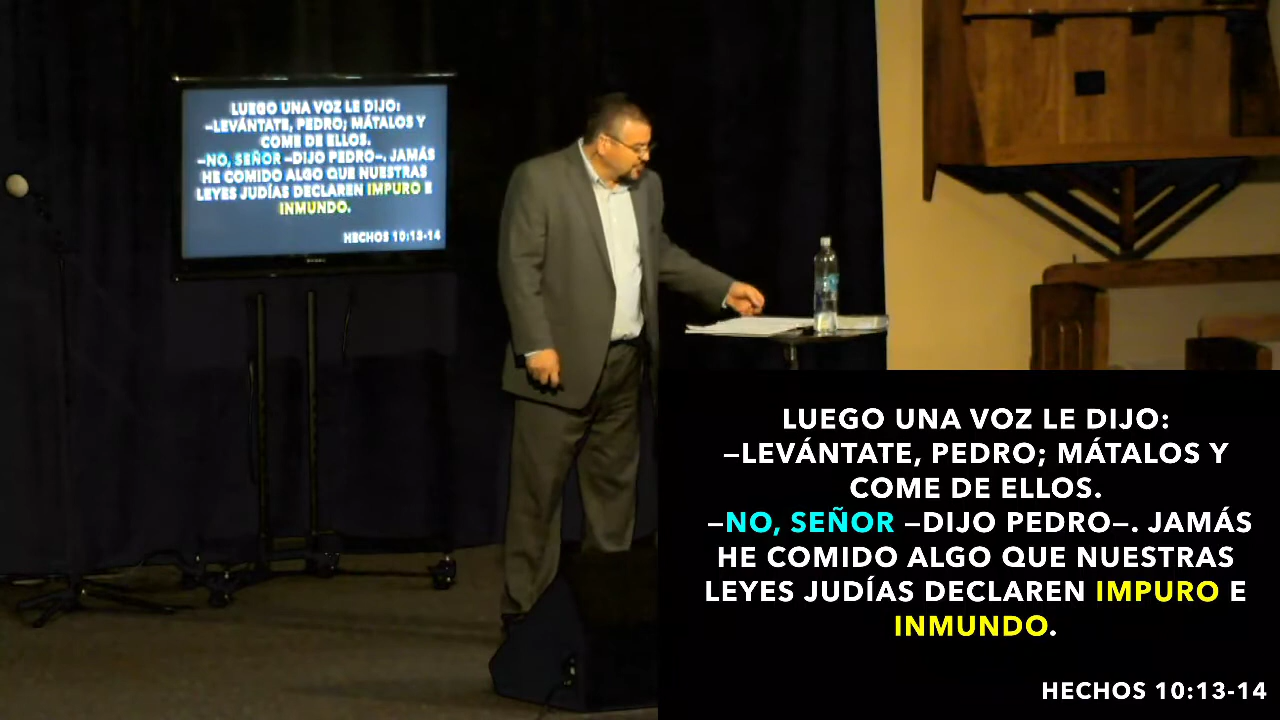 LUEGO UNA VOZ LE DIJO:
–LEVÁNTATE, PEDRO; MÁTALOS Y
COME DE ELLOS.
–NO, SEÑOR –DIJO PEDRO–. JAMÁS
HE COMIDO ALGO QUE NUESTRAS
LEYES JUDÍAS DECLAREN IMPURO E
INMUNDO.
HECHOS 10:13-14
LUEGO UNA VOZ LE DIJO:
–LEVÁNTATE, PEDRO; MÁTALOS Y
COME DE ELLOS.
–NO, SEÑOR –DIJO PEDRO–. JAMÁS
HE COMIDO ALGO QUE NUESTRAS
LEYES JUDÍAS DECLAREN IMPURO E
INMUNDO.
HECHOS 10:13-14